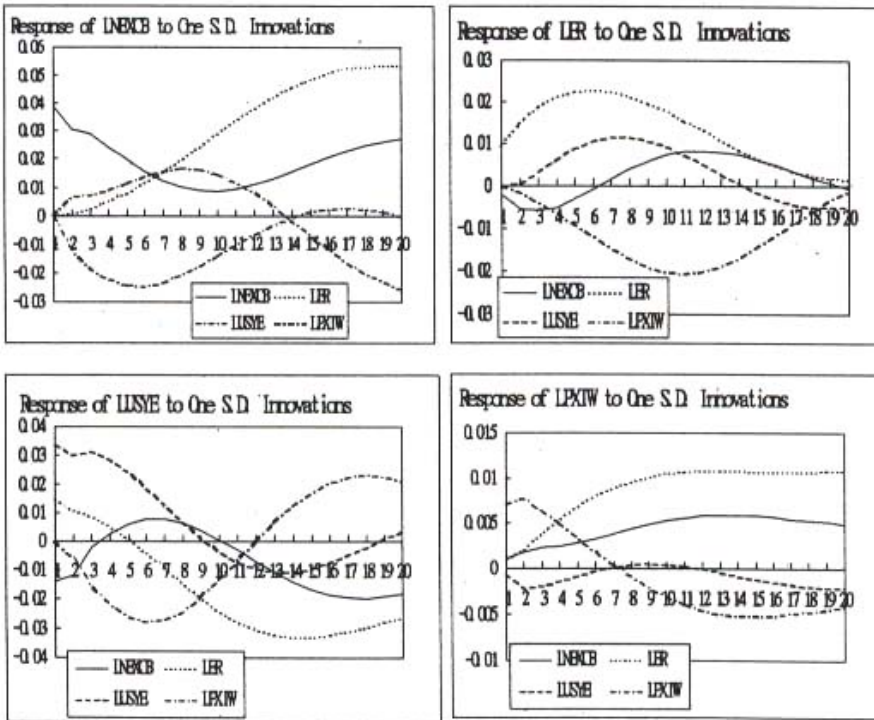 Response of LNEXCB to One S.D. Innovations
0.06
0.05
0.04
0.03
0.02
0.01
0
-0.01
-0.02
-0.03
1 2 3 4 5 6 7 8 9 10 11 12 13 14 15 16 17 18 19 20
LNEXCB LER
LUSYE LPXIW
Response of LER to One S.D. Innovations
0.03
0.02
0.01
0
-0.01
-0.02
-0.03
1 2 3 4 5 6 7 8 9 10 11 12 13 14 15 16 17 18 19 20
LNEXCB LER
LUSYE LPXIW
Response of LUSYE to One S.D. Innovations
0.04
0.03
0.02
0.01
0
-0.01
-0.02
-0.03
-0.04
1 2 3 4 5 6 7 8 9 10 11 12 13 14 15 16 17 18 19 20
LNEXCB LER
LUSYE LPXIW
Response of LPXIW to One S.D. Innovations
0.015
0.01
0.005
0
-0.005
-0.01
1 2 3 4 5 6 7 8 9 10 11 12 13 14 15 16 17 18 19 20
LNEXCB LER
LUSYE LPXIW